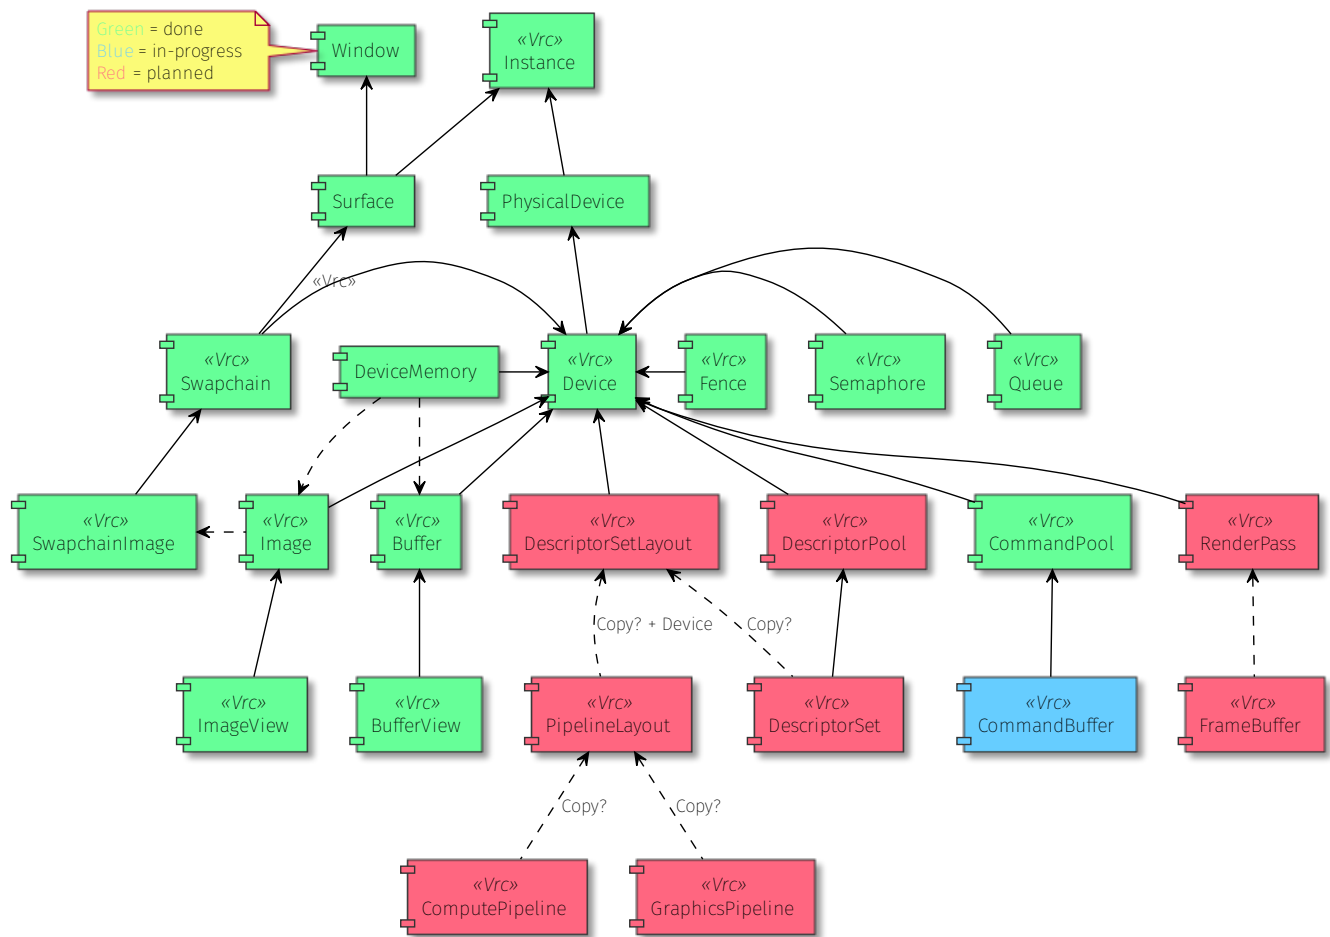 Green = done
Blue = in-progress
Red = planned
Window
«Vrc»
Instance
Surface
PhysicalDevice
«Vrc»
«Vrc»
Swapchain
DeviceMemory
«Vrc»
Device
«Vrc»
Fence
«Vrc»
Semaphore
«Vrc»
Queue
«Vrc»
SwapchainImage
«Vrc»
Image
«Vrc»
Buffer
«Vrc»
DescriptorSetLayout
«Vrc»
DescriptorPool
«Vrc»
CommandPool
«Vrc»
RenderPass
Copy? + Device
Copy?
«Vrc»
ImageView
«Vrc»
BufferView
«Vrc»
PipelineLayout
«Vrc»
DescriptorSet
«Vrc»
CommandBuffer
«Vrc»
FrameBuffer
Copy?
Copy?
«Vrc»
ComputePipeline
«Vrc»
GraphicsPipeline